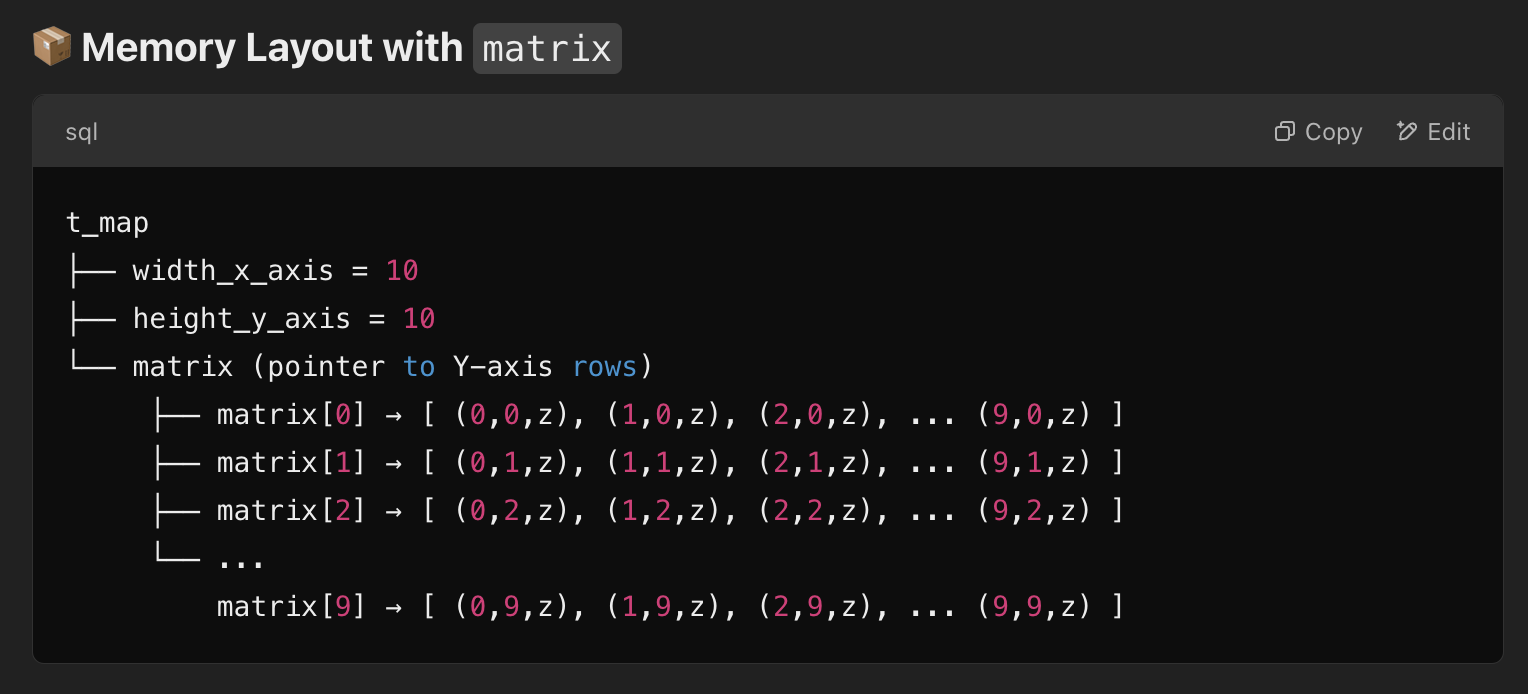 📦 Memory Layout with matrix
sql
Copy
Edit
t_map
├── width_x_axis = 10
├── height_y_axis = 10
└── matrix (pointer to Y-axis rows)
     ├── matrix[0] → [ (0,0,z), (1,0,z), (2,0,z), ... (9,0,z) ]
     ├── matrix[1] → [ (0,1,z), (1,1,z), (2,1,z), ... (9,1,z) ]
     ├── matrix[2] → [ (0,2,z), (1,2,z), (2,2,z), ... (9,2,z) ]
     └── ...
         matrix[9] → [ (0,9,z), (1,9,z), (2,9,z), ... (9,9,z) ]